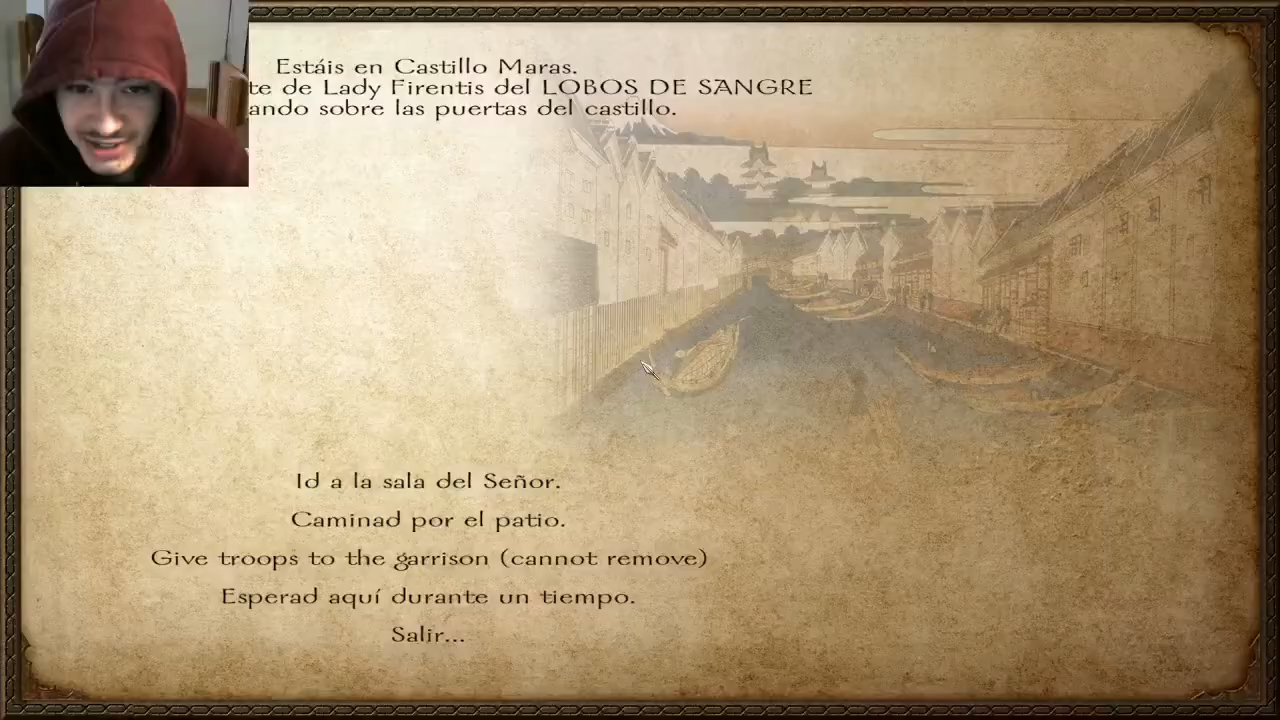 Estáis en Castillo Maras.
de Lady Firentis del LOBOS DE SANGRE
sobre las puertas del castillo.
Id a la sala del Señor.
Caminad por el patio.
Give troops to the garrison (cannot remove)
Esperad aquí durante un tiempo.
Salir...